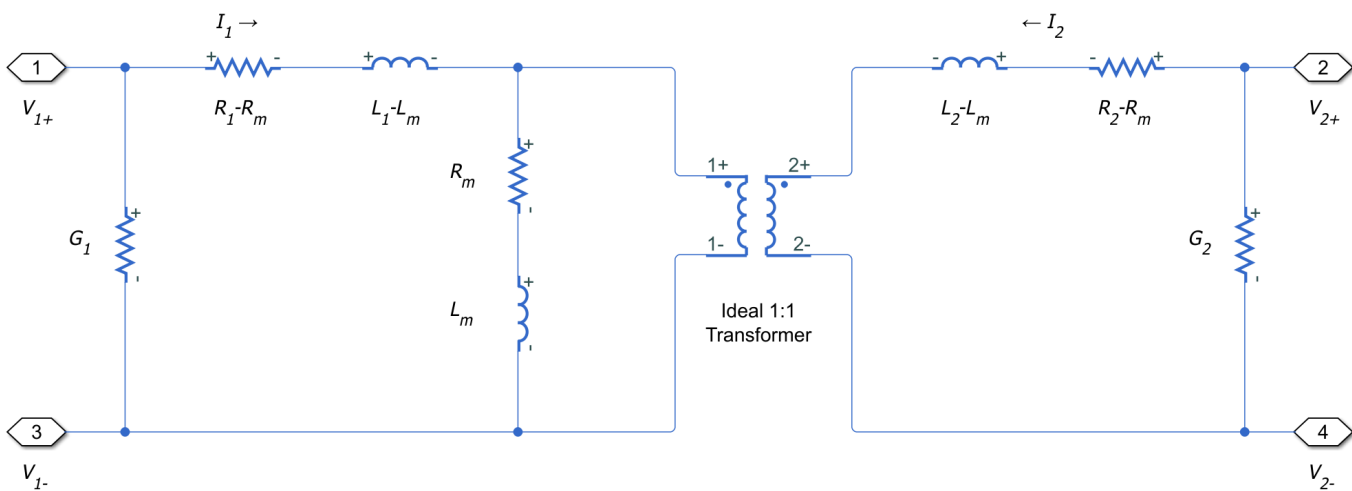 I1 →
← I2
1
+ -
+ -
- +
- +
2
V1+
R1-Rm
L1-Lm
L2-Lm
R2-Rm
V2+
+
Rm
-
1+
2+
+
G1
-
1-
2-
+
G2
-
+
Lm
-
Ideal 1:1
Transformer
3
4
V1-
V2-